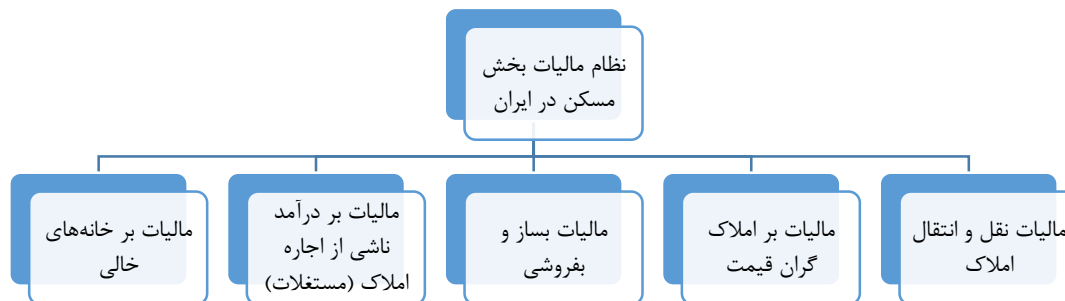 نظام مالیات بخش
مسکن در ایران
مالیات نقل و انتقال
املاک
مالیات بر املاک
گران قیمت
مالیات بساز و
بفروشی
مالیات بر درآمد
ناشی از اجاره
املاک (مستغلات)
مالیات بر خانه‌های
خالی